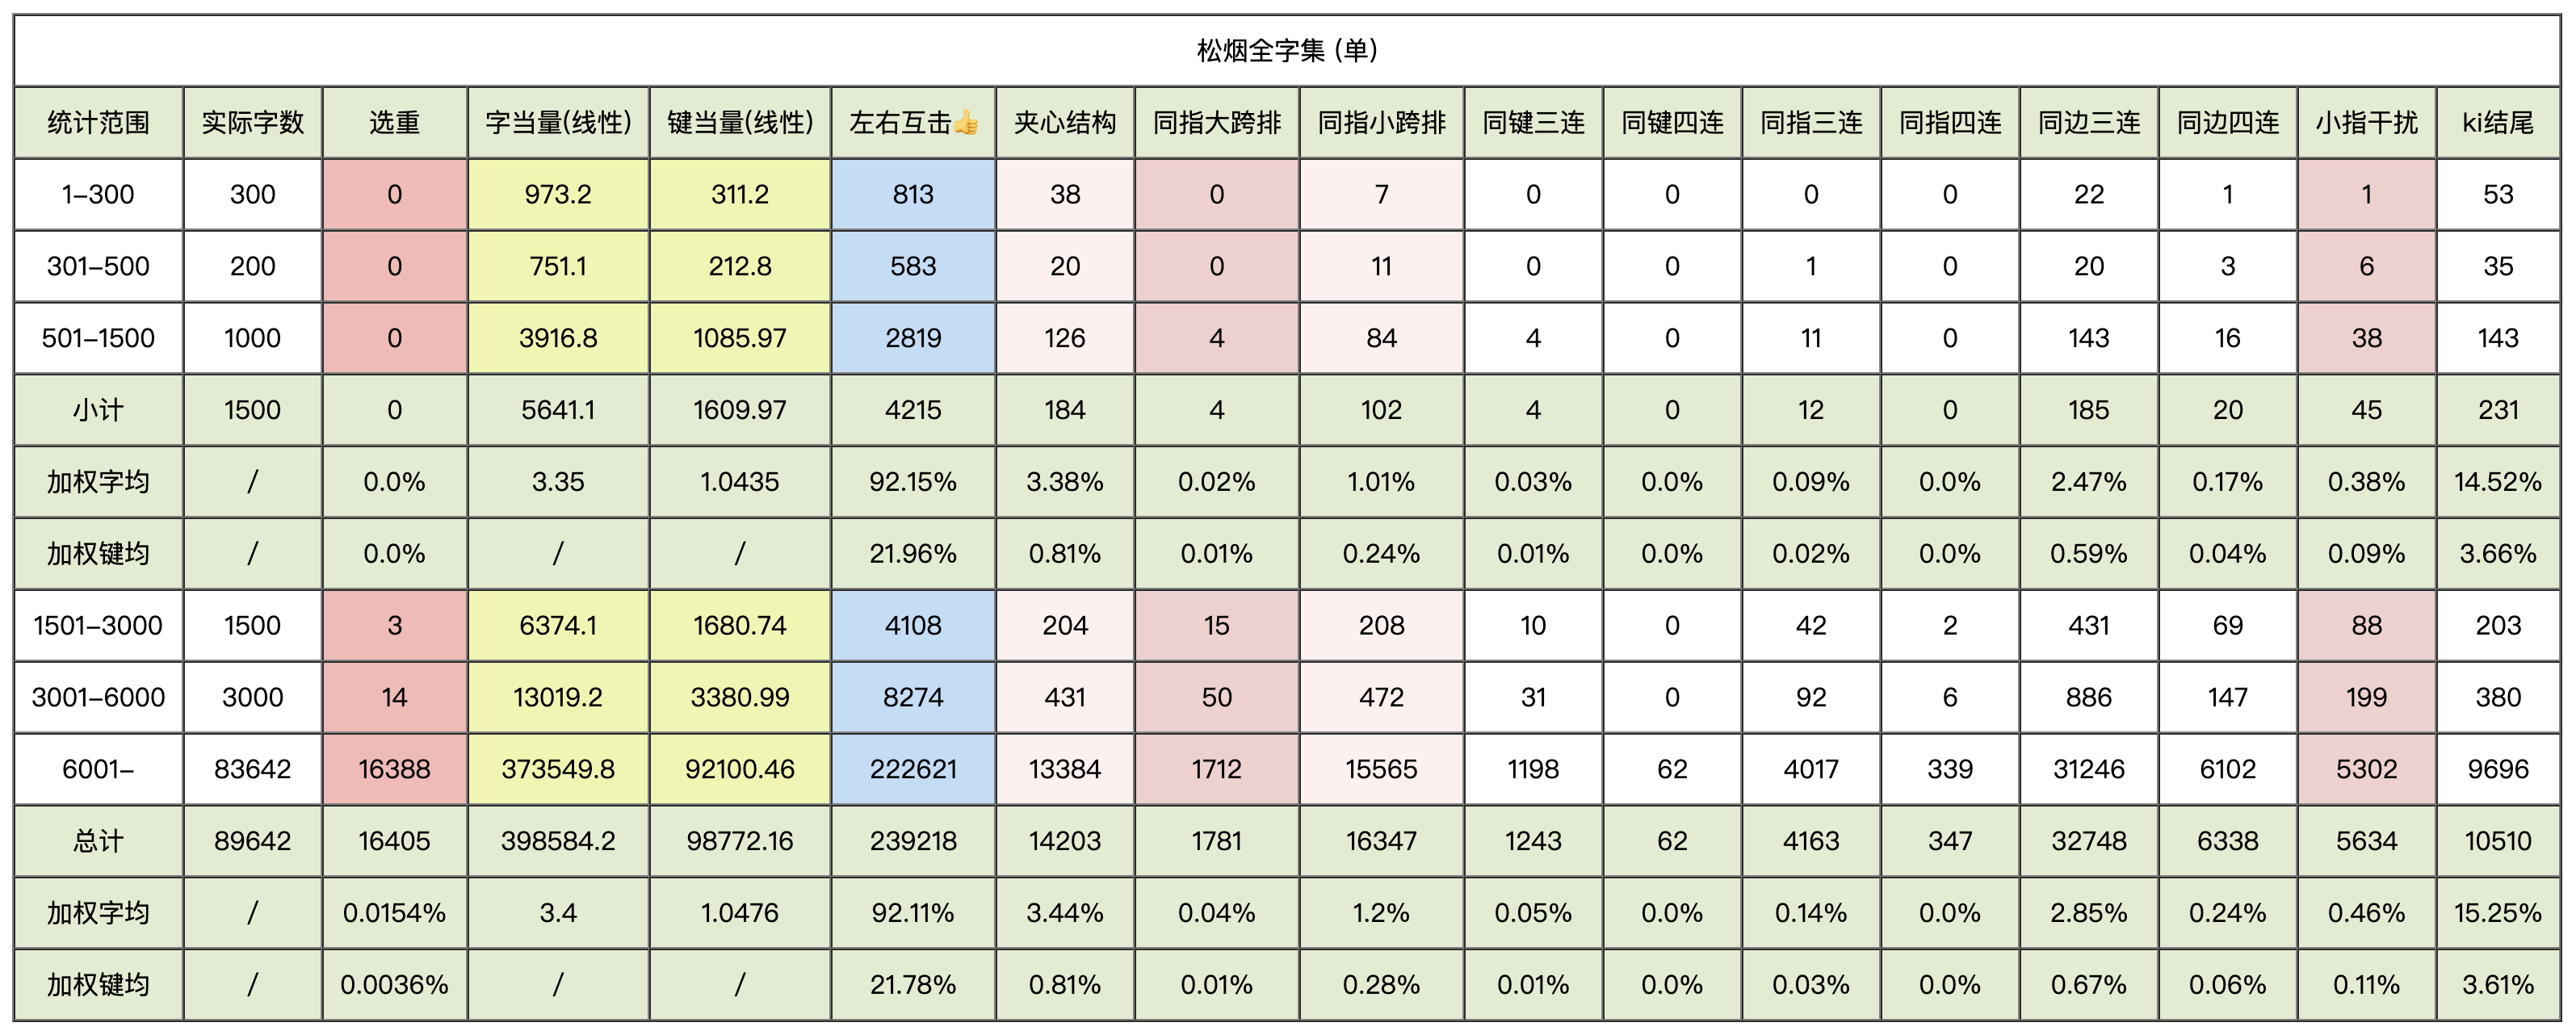 松烟全字集 (单)
统计范围 实际字数 选重 字当量(线性) 键当量(线性) 左右互击👍 夹心结构 同指大跨排 同指小跨排 同键三连 同键四连 同指三连 同指四连 同边三连 同边四连 小指干扰 ki结尾
1–300 300 0 973.2 311.2 813 38 0 7 0 0 0 0 22 1 1 53
301–500 200 0 751.1 212.8 583 20 0 11 0 0 1 0 20 3 6 35
501–1500 1000 0 3916.8 1085.97 2819 126 4 84 4 0 11 0 143 16 38 143
小计 1500 0 5641.1 1609.97 4215 184 4 102 4 0 12 0 185 20 45 231
加权字均 / 0.0% 3.35 1.0435 92.15% 3.38% 0.02% 1.01% 0.03% 0.0% 0.09% 0.0% 2.47% 0.17% 0.38% 14.52%
加权键均 / 0.0% / / 21.96% 0.81% 0.01% 0.24% 0.01% 0.0% 0.02% 0.0% 0.59% 0.04% 0.09% 3.66%
1501–3000 1500 3 6374.1 1680.74 4108 204 15 208 10 0 42 2 431 69 88 203
3001–6000 3000 14 13019.2 3380.99 8274 431 50 472 31 0 92 6 886 147 199 380
6001– 83642 16388 373549.8 92100.46 222621 13384 1712 15565 1198 62 4017 339 31246 6102 5302 9696
总计 89642 16405 398584.2 98772.16 239218 14203 1781 16347 1243 62 4163 347 32748 6338 5634 10510
加权字均 / 0.0154% 3.4 1.0476 92.11% 3.44% 0.04% 1.2% 0.05% 0.0% 0.14% 0.0% 2.85% 0.24% 0.46% 15.25%
加权键均 / 0.0036% / / 21.78% 0.81% 0.01% 0.28% 0.01% 0.0% 0.03% 0.0% 0.67% 0.06% 0.11% 3.61%